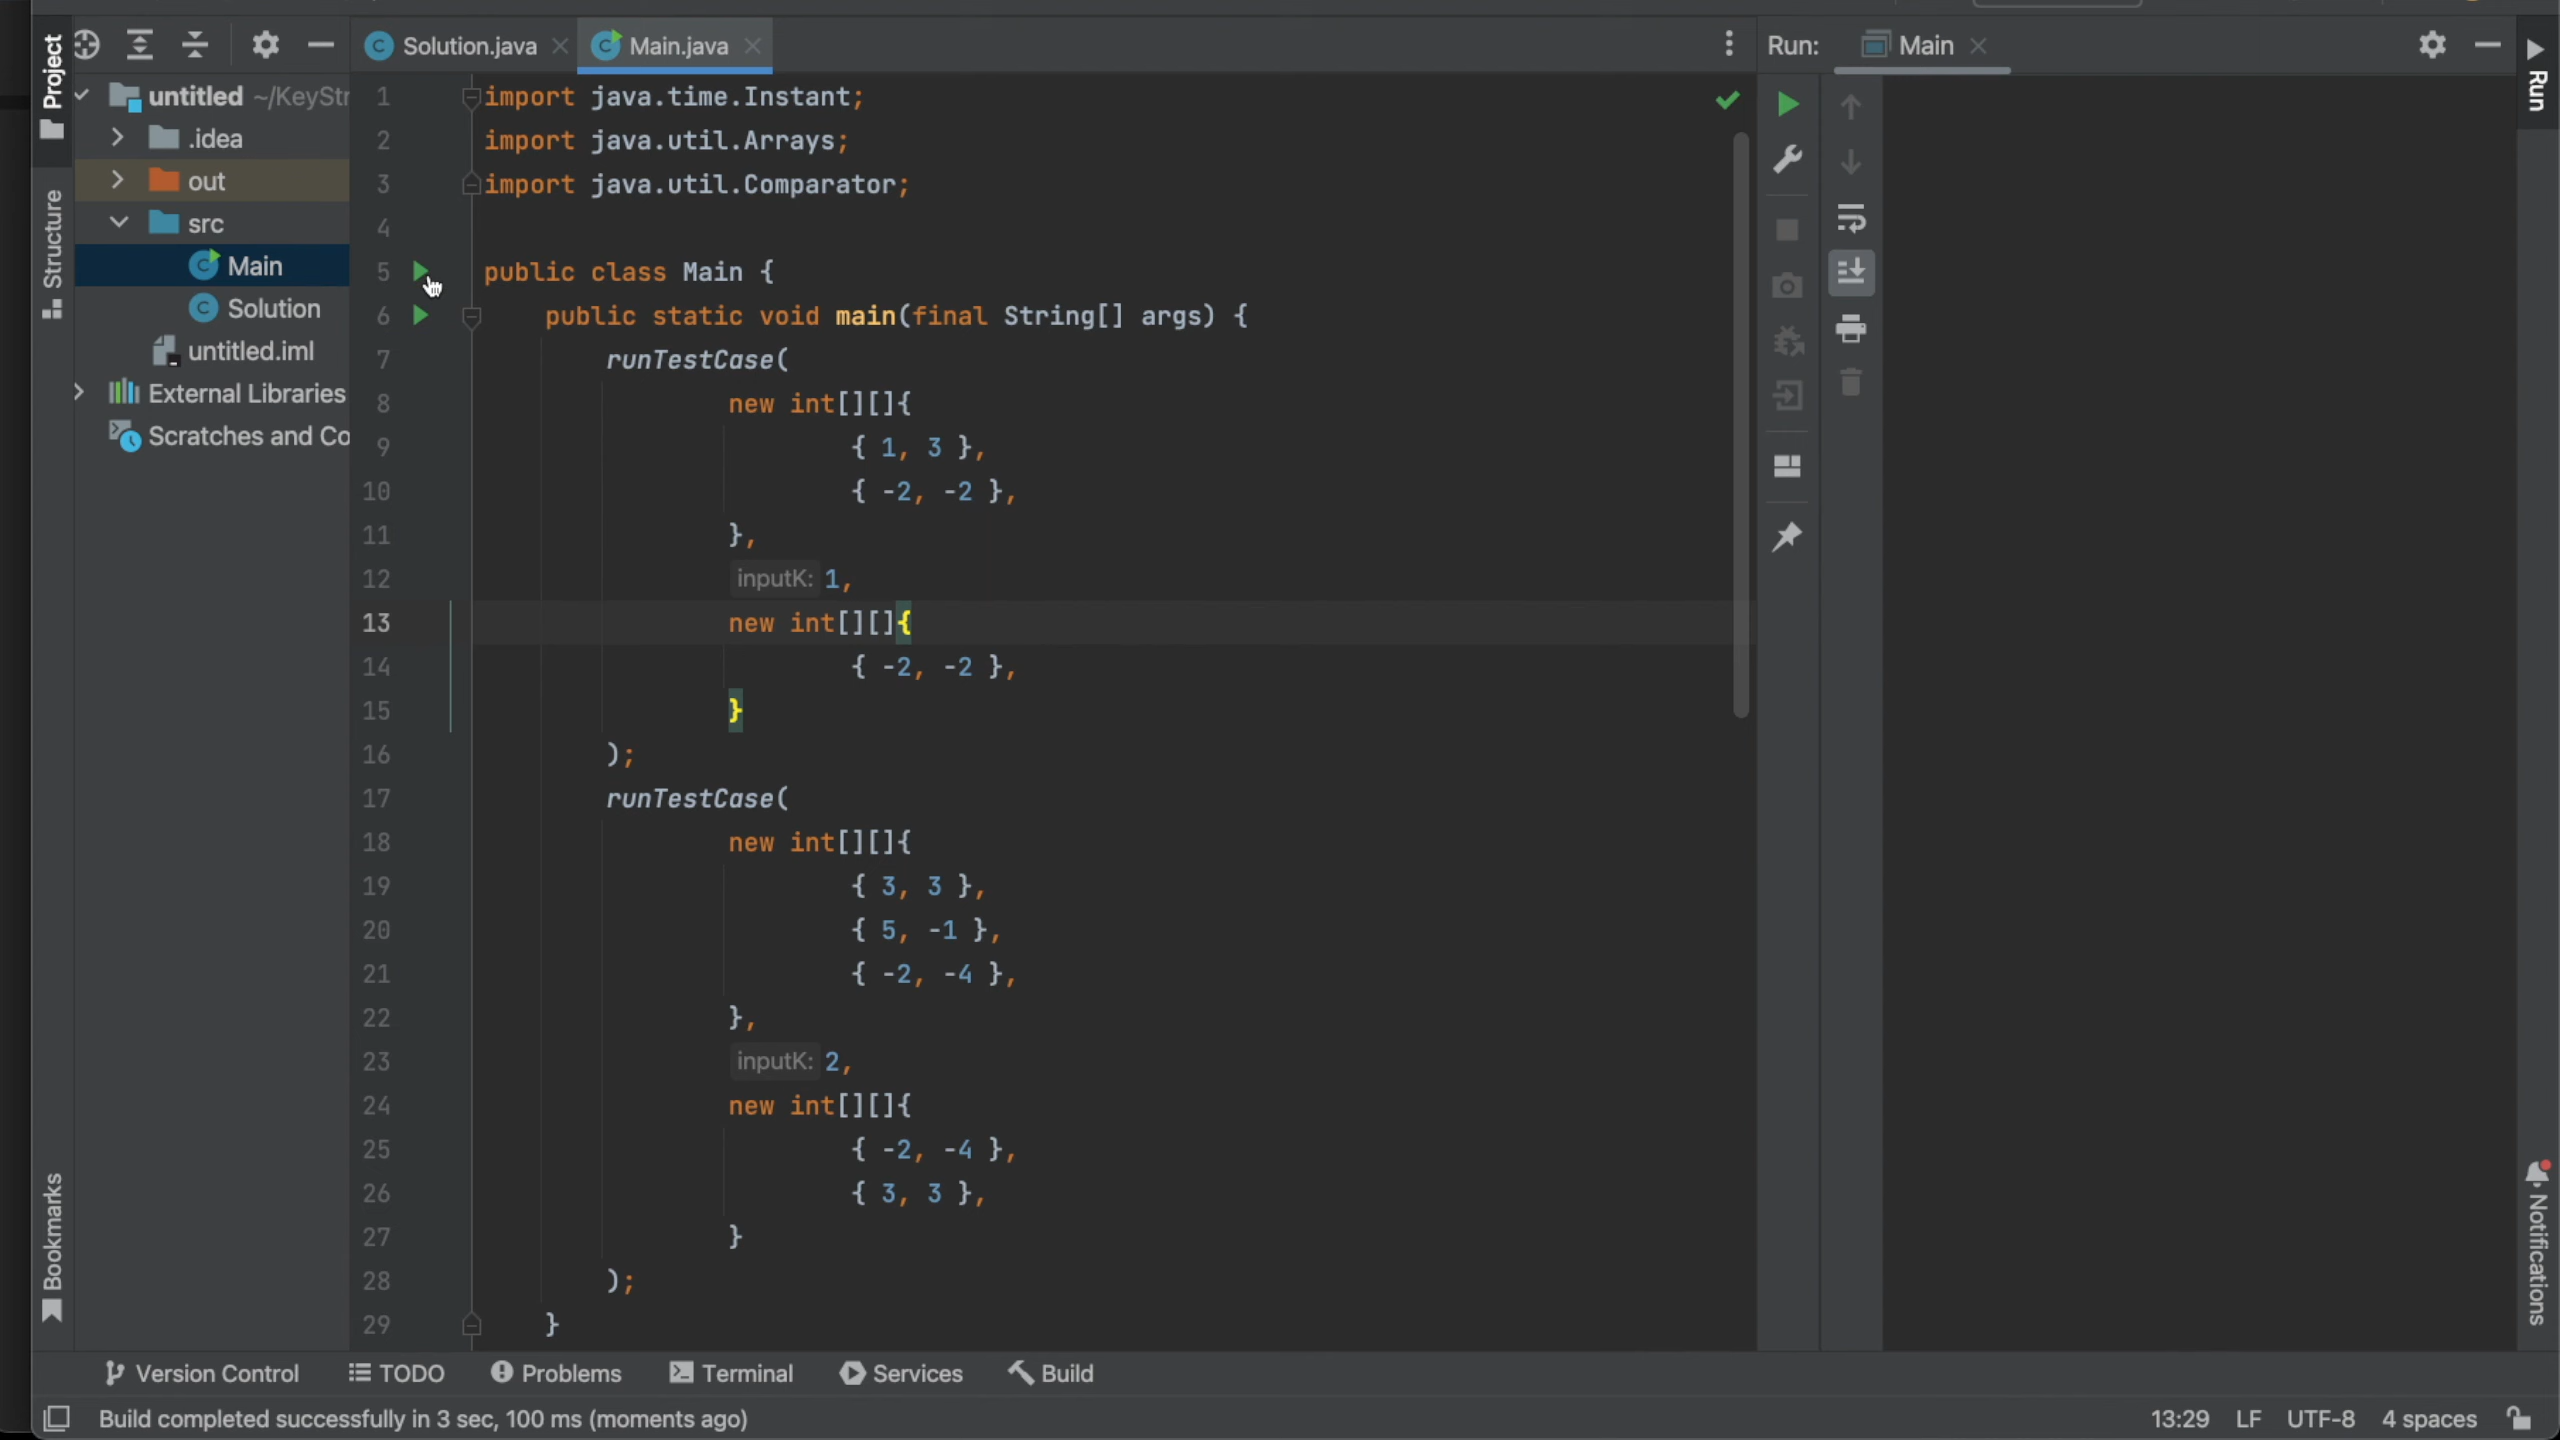 Project
Structure
Bookmarks
untitled ~/KeyStr
.idea
out
src
Main
Solution
untitled.iml
External Libraries
Scratches and Co
Solution.java
Main.java
1 import java.time.Instant;
2 import java.util.Arrays;
3 import java.util.Comparator;
4
5 public class Main {
6 public static void main(final String[] args) {
7 runTestCase(
8 new int[][]{
9 { 1, 3 },
10 { -2, -2 },
11 },
12 inputK: 1,
13 new int[][]{
14 { -2, -2 },
15 }
16 );
17 runTestCase(
18 new int[][]{
19 { 3, 3 },
20 { 5, -1 },
21 { -2, -4 },
22 },
23 inputK: 2,
24 new int[][]{
25 { -2, -4 },
26 { 3, 3 },
27 }
28 );
29 }
Run: Main
Run
Notifications
Version Control TODO Problems Terminal Services Build
Build completed successfully in 3 sec, 100 ms (moments ago) 13:29 LF UTF-8 4 spaces